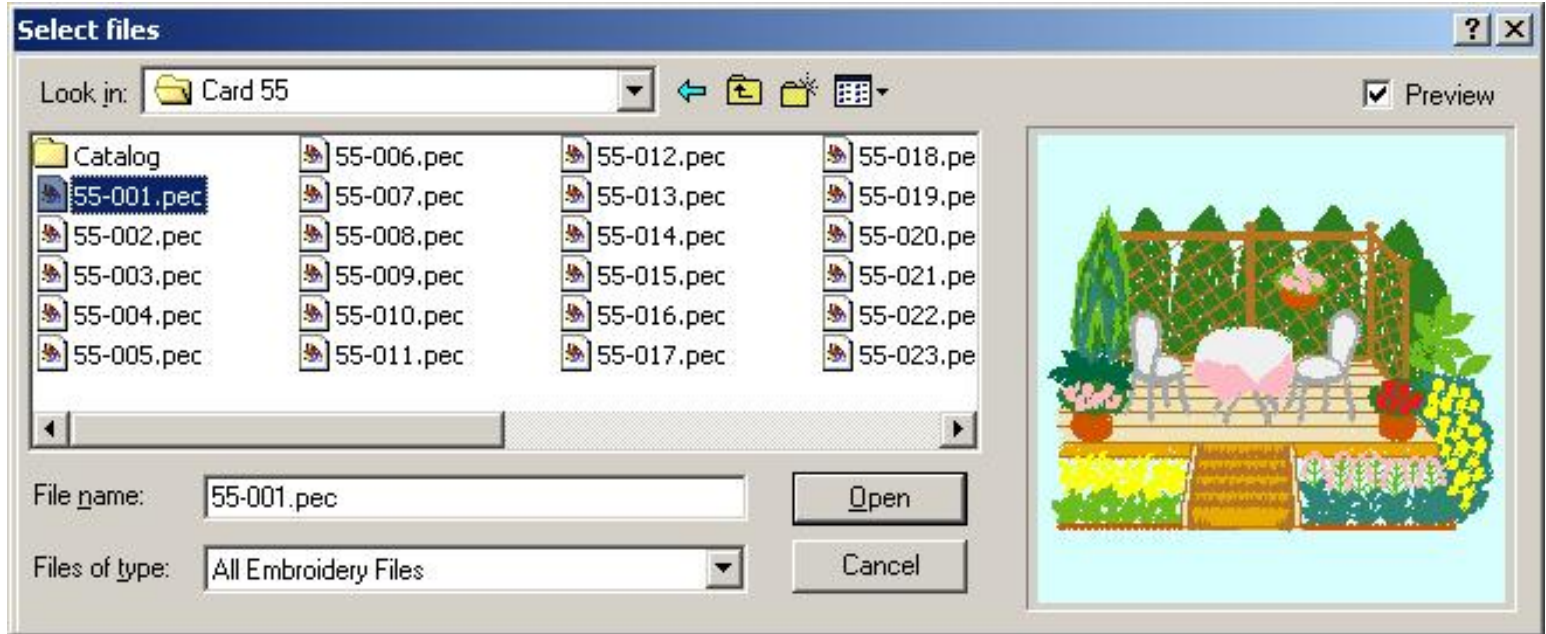 Select files
Look in: Card 55
Preview
Catalog 55-006.pec 55-012.pec 55-018.pe
55-001.pec 55-007.pec 55-013.pec 55-019.pe
55-002.pec 55-008.pec 55-014.pec 55-020.pe
55-003.pec 55-009.pec 55-015.pec 55-021.pe
55-004.pec 55-010.pec 55-016.pec 55-022.pe
55-005.pec 55-011.pec 55-017.pec 55-023.pe
File name: 55-001.pec Open
Files of type: All Embroidery Files Cancel